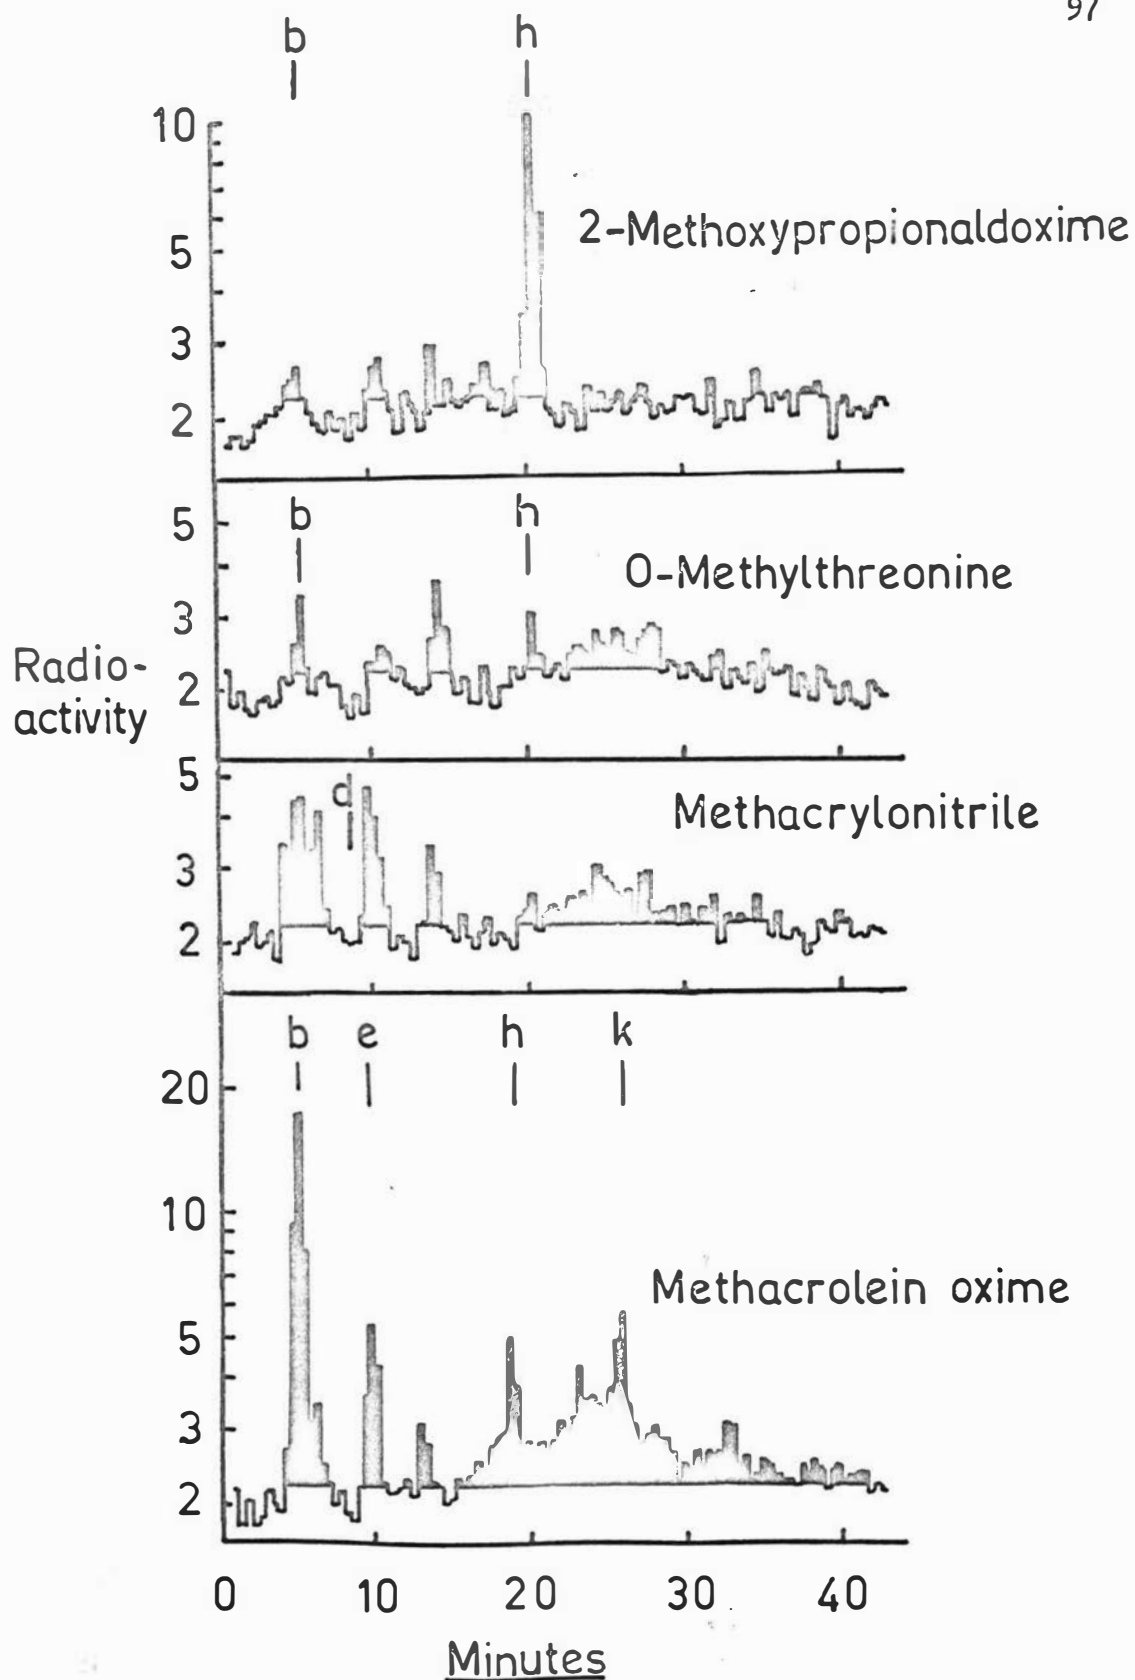 97
b h
10
2-Methoxypropionaldoxime
5
3
2
b h
5
O-Methylthreonine
3
Radio-
activity
2
5
d
Methacrylonitrile
3
2
b e h k
20
10
Methacrolein oxime
5
3
2
0 10 20 30 40
Minutes